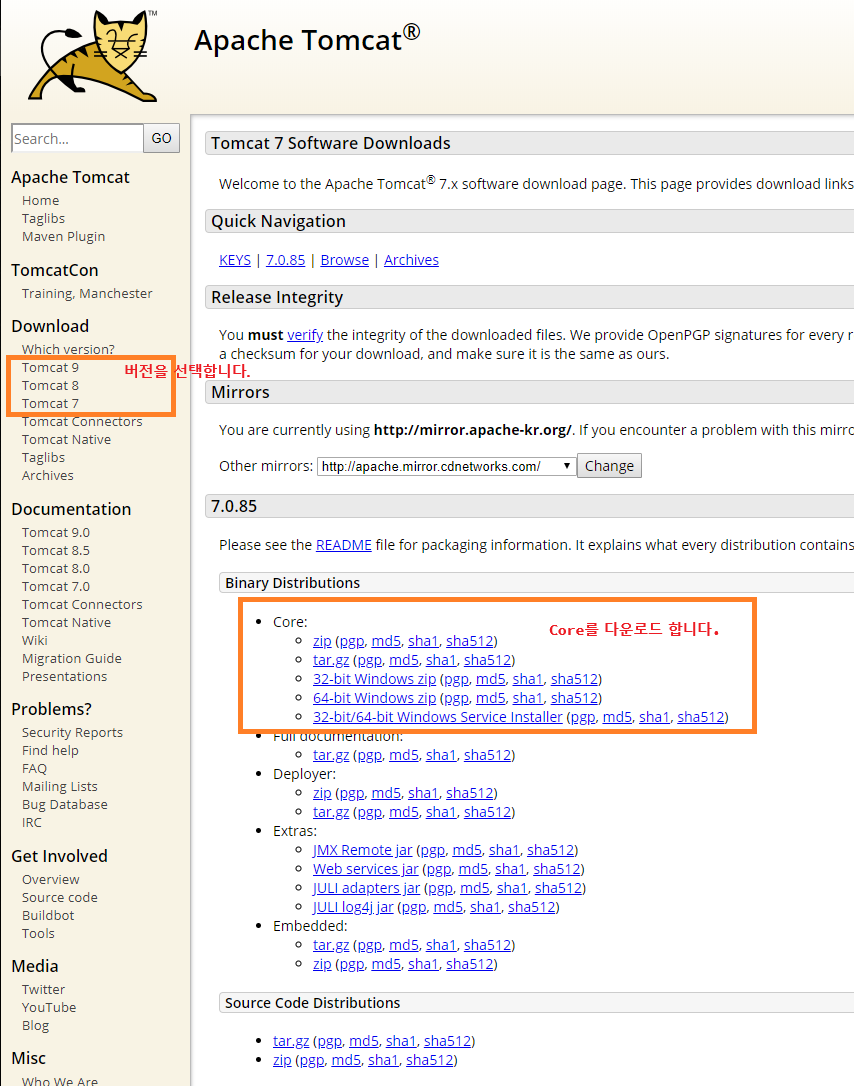 TM
Apache Tomcat®
Search... GO
Apache Tomcat
Home
Taglibs
Maven Plugin
TomcatCon
Training, Manchester
Download
Which version?
Tomcat 9
Tomcat 8
Tomcat 7
버전을 선택합니다.
Tomcat Connectors
Tomcat Native
Taglibs
Archives
Documentation
Tomcat 9.0
Tomcat 8.5
Tomcat 8.0
Tomcat 7.0
Tomcat Connectors
Tomcat Native
Wiki
Migration Guide
Presentations
Problems?
Security Reports
Find help
FAQ
Mailing Lists
Bug Database
IRC
Get Involved
Overview
Source code
Buildbot
Tools
Media
Twitter
YouTube
Blog
Misc
Who We Are
Tomcat 7 Software Downloads
Welcome to the Apache Tomcat® 7.x software download page. This page provides download links
Quick Navigation
KEYS | 7.0.85 | Browse | Archives
Release Integrity
You must verify the integrity of the downloaded files. We provide OpenPGP signatures for every r
a checksum for your download, and make sure it is the same as ours.
Mirrors
You are currently using http://mirror.apache-kr.org/. If you encounter a problem with this mirro
Other mirrors: http://apache.mirror.cdnetworks.com/ Change
7.0.85
Please see the README file for packaging information. It explains what every distribution contains
Binary Distributions
Core:
Core를 다운로드 합니다.
zip (pgp, md5, sha1, sha512)
tar.gz (pgp, md5, sha1, sha512)
32-bit Windows zip (pgp, md5, sha1, sha512)
64-bit Windows zip (pgp, md5, sha1, sha512)
32-bit/64-bit Windows Service Installer (pgp, md5, sha1, sha512)
Full documentation:
tar.gz (pgp, md5, sha1, sha512)
Deployer:
zip (pgp, md5, sha1, sha512)
tar.gz (pgp, md5, sha1, sha512)
Extras:
JMX Remote jar (pgp, md5, sha1, sha512)
Web services jar (pgp, md5, sha1, sha512)
JULI adapters jar (pgp, md5, sha1, sha512)
JULI log4j jar (pgp, md5, sha1, sha512)
Embedded:
tar.gz (pgp, md5, sha1, sha512)
zip (pgp, md5, sha1, sha512)
Source Code Distributions
tar.gz (pgp, md5, sha1, sha512)
zip (pgp, md5, sha1, sha512)